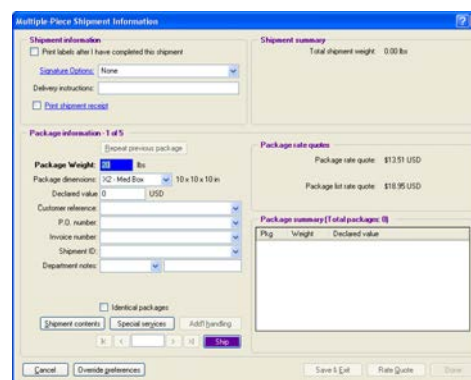 Multiple-Piece Shipment Information
Shipment information
Print labels after I have completed this shipment
Signature Options: None
Delivery instructions:
Print shipment receipt
Shipment summary
Total shipment weight: 0.00 lbs
Package information - 1 of 5
Repeat previous package
Package Weight: 20 lbs
Package dimensions: X2 - Med Box 10 x 10 x 10 in
Declared value 0 USD
Customer reference:
P.O. number:
Invoice number:
Shipment ID:
Department notes:
Identical packages
Shipment contents Special services Add'l handling
Ship
Package rate quotes
Package rate quote $13.51 USD
Package list rate quote $18.95 USD
Package summary (Total packages: 0)
Pkg Weight Declared value
Cancel Override preferences Save & Exit Rate Quote Done